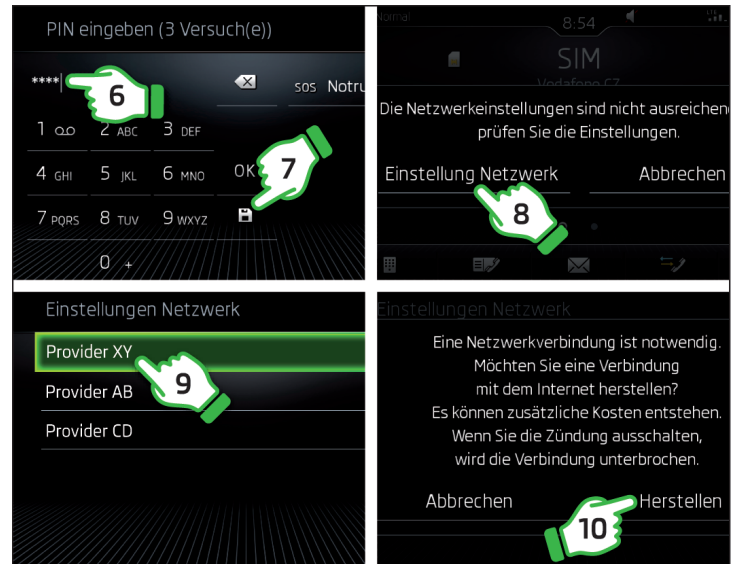 PIN eingeben (3 Versuch(e))
****
6
sos Notru
1
2 ABC
3 DEF
4 GHI
5 JKL
6 MNO
OK
7
7 PQRS
8 TUV
9 WXYZ
0 +
Normal
8:54
SIM
Vodafone CZ
Die Netzwerkeinstellungen sind nicht ausreichen
prüfen Sie die Einstellungen.
Einstellung Netzwerk
Abbrechen
8
Einstellungen Netzwerk
Provider XY
Provider AB
9
Provider CD
Einstellungen Netzwerk
Eine Netzwerkverbindung ist notwendig.
Möchten Sie eine Verbindung
mit dem Internet herstellen?
Es können zusätzliche Kosten entstehen.
Wenn Sie die Zündung ausschalten,
wird die Verbindung unterbrochen.
Abbrechen
Herstellen
10